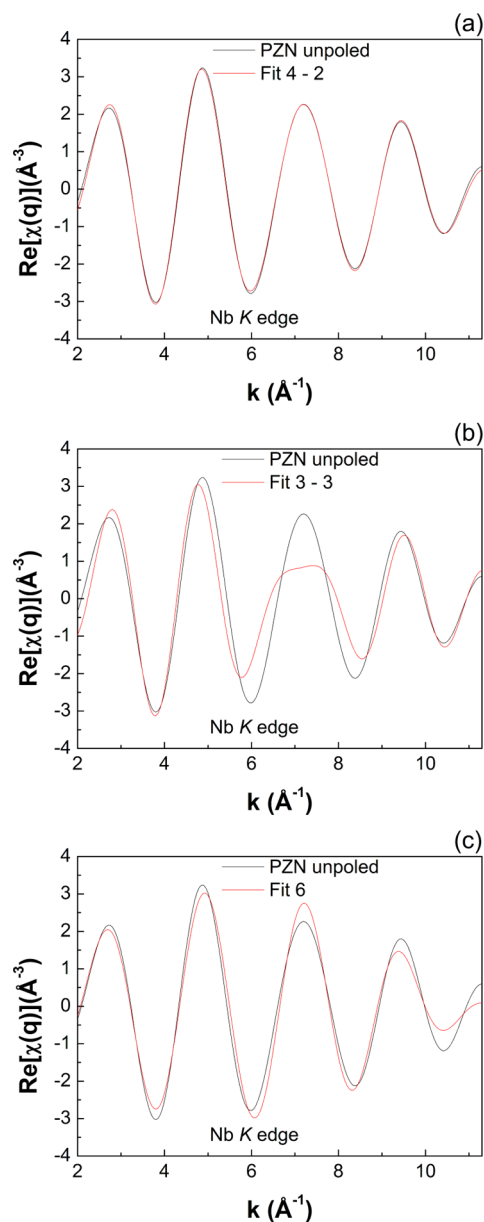 (a)
PZN unpoled
Fit 4 - 2
4
3
2
1
0
-1
-2
-3
-4
Re[χ(q)](Å⁻³)
Nb K edge
2 4 6 8 10
k (Å⁻¹)
(b)
PZN unpoled
Fit 3 - 3
4
3
2
1
0
-1
-2
-3
-4
Re[χ(q)](Å⁻³)
Nb K edge
2 4 6 8 10
k (Å⁻¹)
(c)
PZN unpoled
Fit 6
4
3
2
1
0
-1
-2
-3
-4
Re[χ(q)](Å⁻³)
Nb K edge
2 4 6 8 10
k (Å⁻¹)